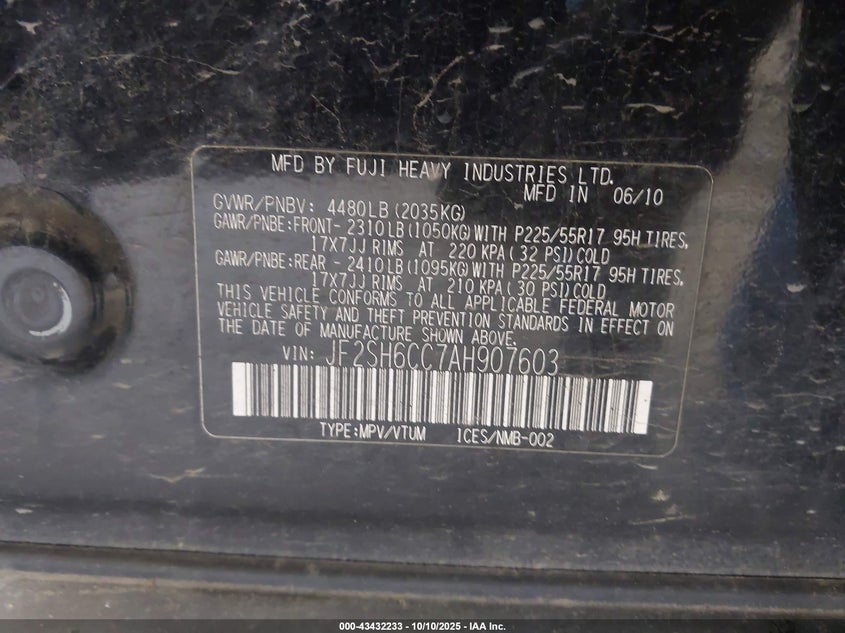 MFD BY FUJI HEAVY INDUSTRIES LTD.
MFD IN 06/10
GVWR/PNBV: 4480LB(2035KG)
GAWR/PNBE:FRONT- 2310LB(1050KG)WITH P225/55R17 95H TIRES,
17X7JJ RIMS AT 220 KPA(32 PSI)COLD
GAWR/PNBE:REAR - 2410LB(1095KG)WITH P225/55R17 95H TIRES,
17X7JJ RIMS AT 210 KPA(30 PSI)COLD
THIS VEHICLE CONFORMS TO ALL APPLICABLE FEDERAL MOTOR
VEHICLE SAFETY AND THEFT PREVENTION STANDARDS IN EFFECT ON
THE DATE OF MANUFACTURE SHOWN ABOVE.
VIN: JF2SH6CC7AH907603
TYPE:MPV/VTUM ICES/NMB-002
000-43432233 - 10/10/2025 - IAA Inc.